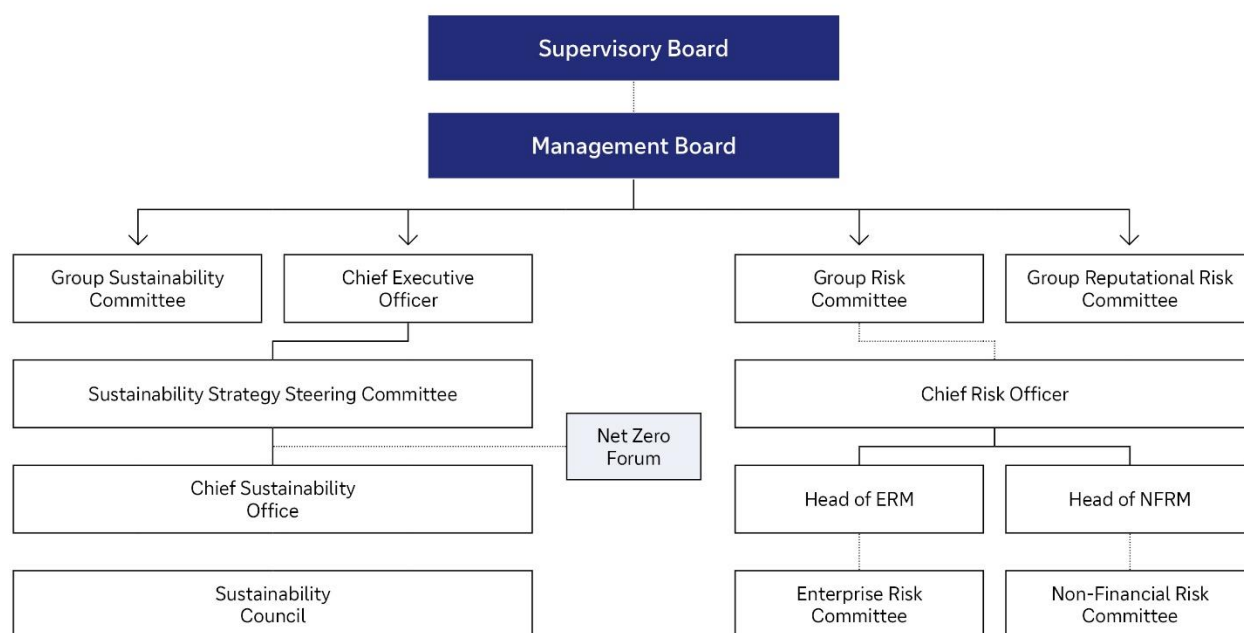 Supervisory Board
Management Board
Group Sustainability
Committee
Chief Executive
Officer
Group Risk
Committee
Group Reputational Risk
Committee
Sustainability Strategy Steering Committee
Chief Risk Officer
Net Zero
Forum
Chief Sustainability
Office
Head of ERM
Head of NFRM
Sustainability
Council
Enterprise Risk
Committee
Non-Financial Risk
Committee